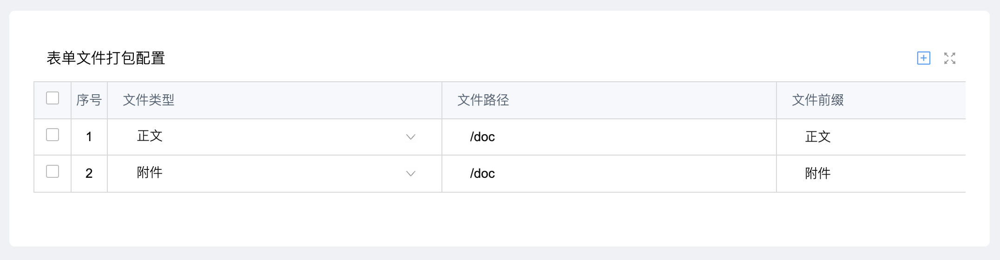 表单文件打包配置
序号 文件类型 文件路径 文件前缀
1 正文 /doc 正文
2 附件 /doc 附件